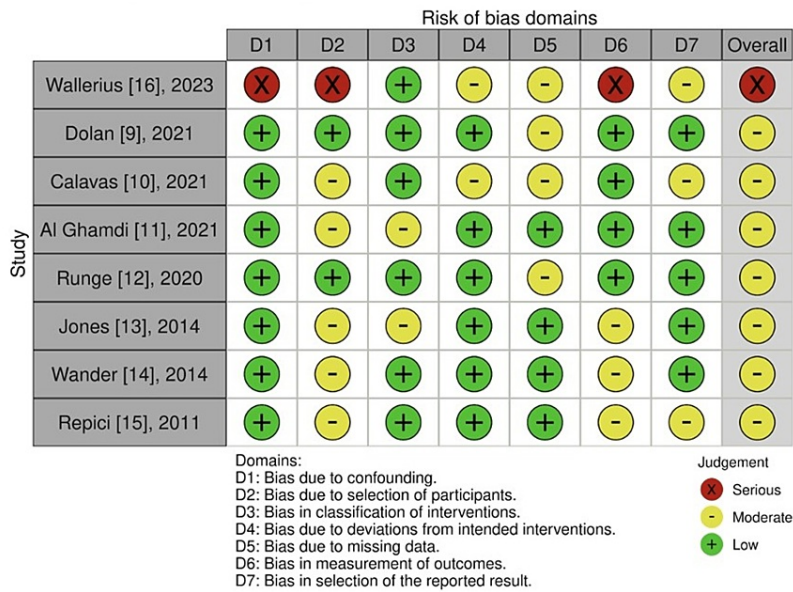 Risk of bias domains
D1 D2 D3 D4 D5 D6 D7 Overall
Study
Wallerius [16], 2023 X X + - - X - X
Dolan [9], 2021 + + + + - + + -
Calavas [10], 2021 + - + - - + - -
Al Ghamdi [11], 2021 + - - + + + + -
Runge [12], 2020 + + + + - + + -
Jones [13], 2014 + - - + + - + -
Wander [14], 2014 + - + + + - + -
Repici [15], 2011 + - + + + - - -
Domains:
D1: Bias due to confounding.
D2: Bias due to selection of participants.
D3: Bias in classification of interventions.
D4: Bias due to deviations from intended interventions.
D5: Bias due to missing data.
D6: Bias in measurement of outcomes.
D7: Bias in selection of the reported result.
Judgement
X Serious
- Moderate
+ Low